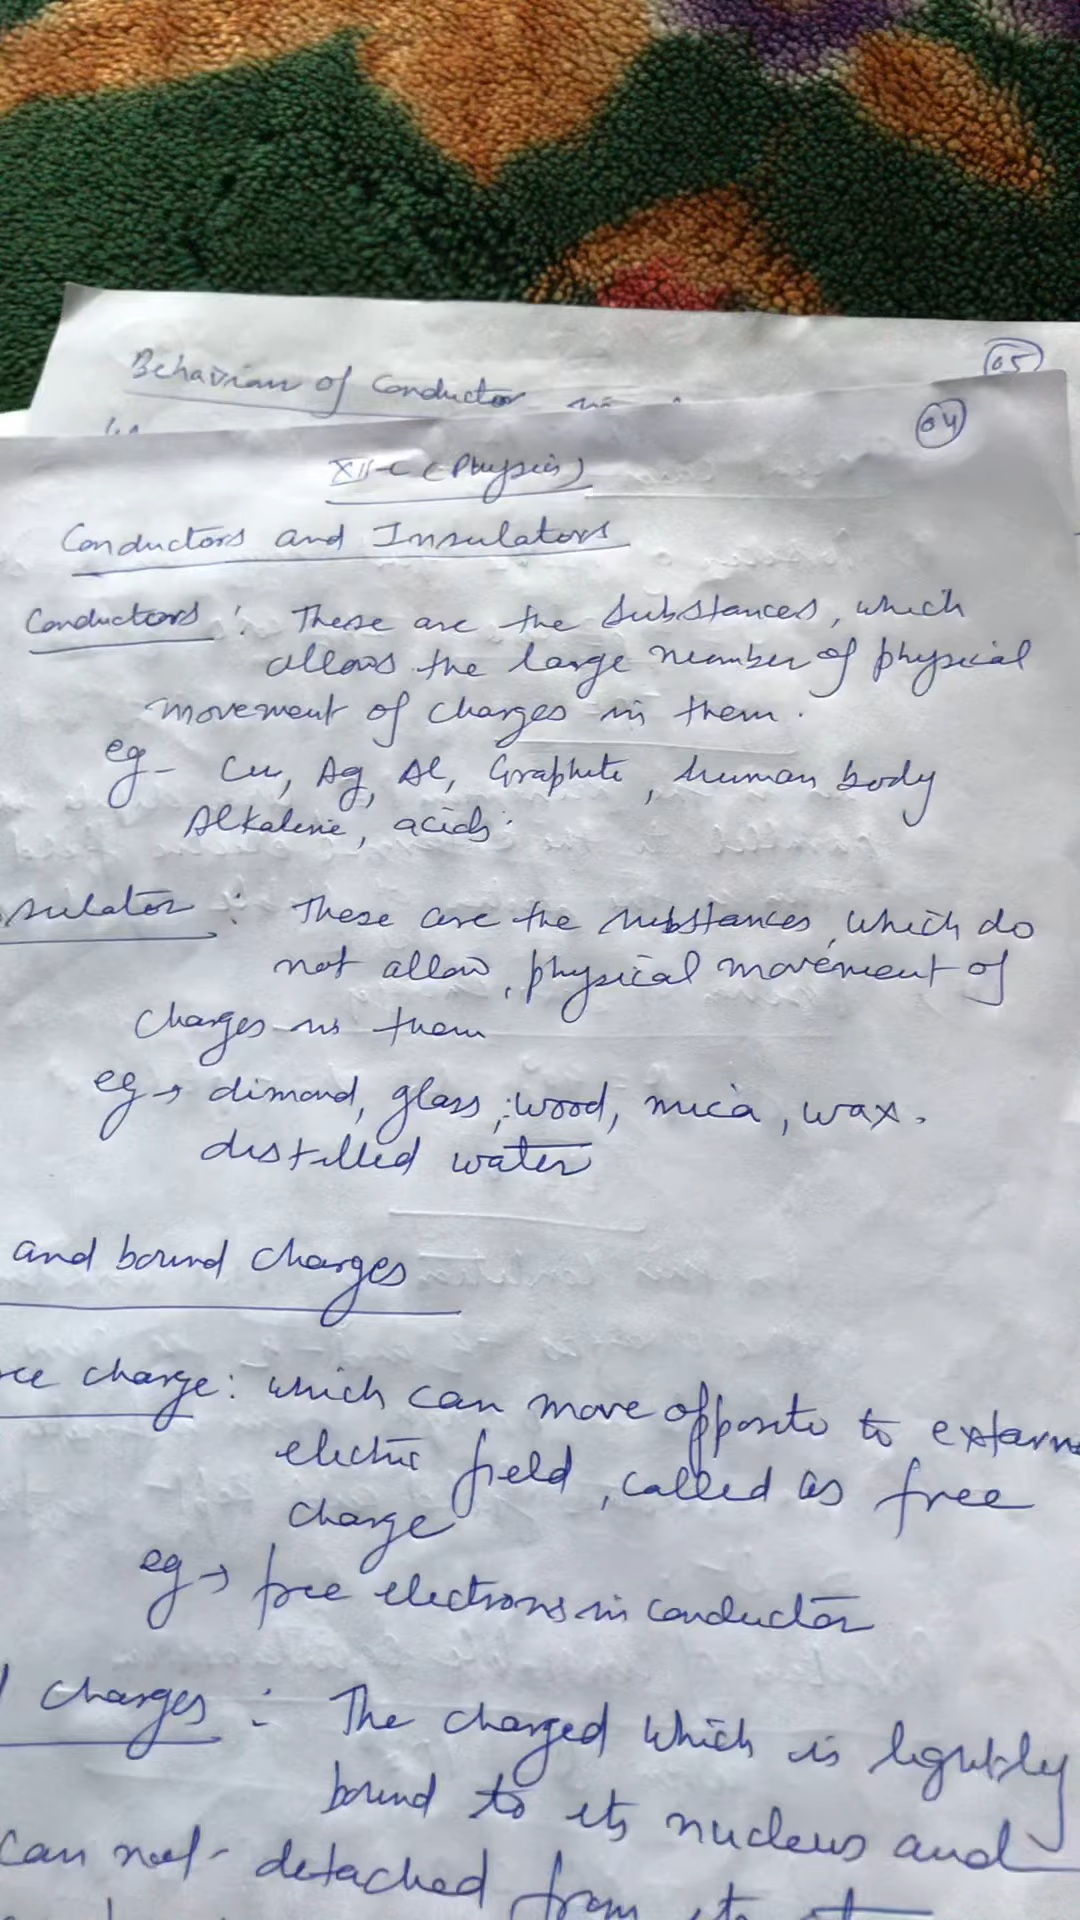 05
Behaviour of Conductor in
04
XII-C (Physics)
Conductors and Insulators
Conductors : These are the substances, which
allows the large number of physical
movement of charges in them.
eg - Cu, Ag, Al, Graphite, human body
Alkaline, acids.
sulator : These are the substances, which do
not allow, physical movement of
charges in them
eg → dimond, glass, wood, mica, wax.
distilled water
and bound charges
ee charge : which can move opposite to extern
electric field, called as free
charge
eg → free electrons in conductor
charges : The charged which is lightly
bound to its nucleus and
can not detached from its